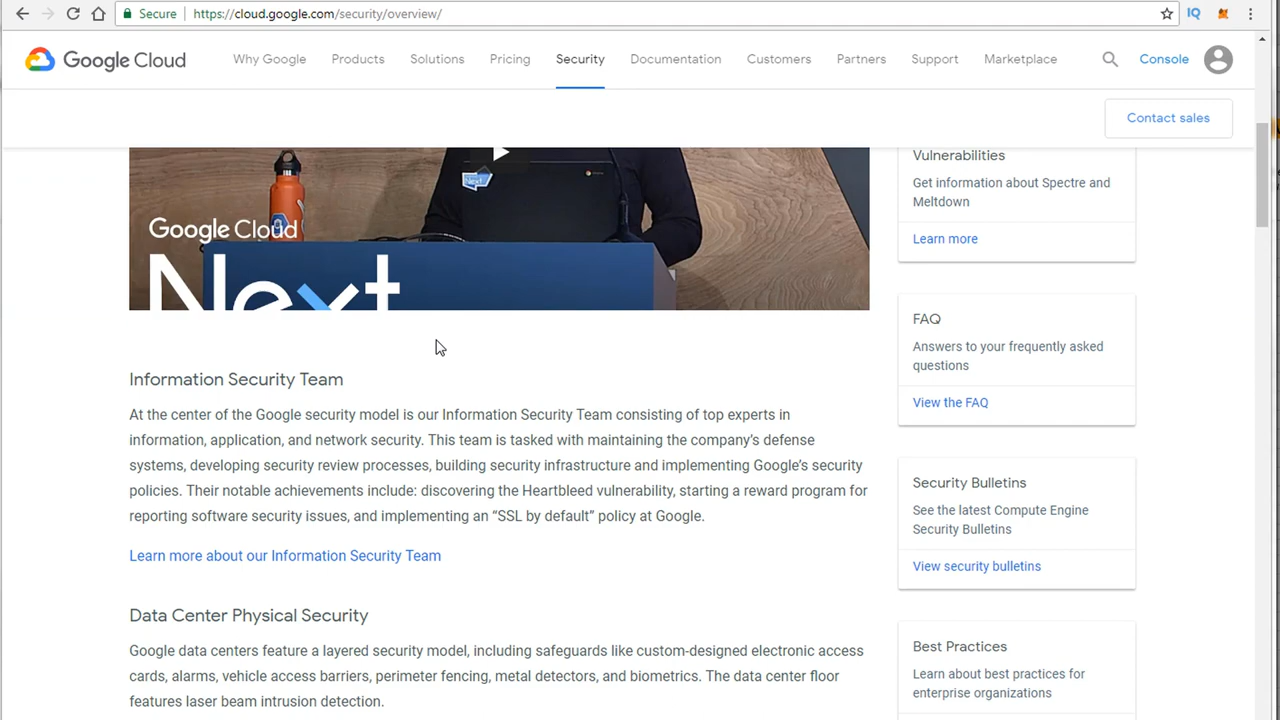 Secure
https://cloud.google.com/security/overview/
IQ
Google Cloud
Why Google
Products
Solutions
Pricing
Security
Documentation
Customers
Partners
Support
Marketplace
Console
Contact sales
Google Cloud
Next
Next
Information Security Team
At the center of the Google security model is our Information Security Team consisting of top experts in
information, application, and network security. This team is tasked with maintaining the company's defense
systems, developing security review processes, building security infrastructure and implementing Google's security
policies. Their notable achievements include: discovering the Heartbleed vulnerability, starting a reward program for
reporting software security issues, and implementing an “SSL by default” policy at Google.
Learn more about our Information Security Team
Data Center Physical Security
Google data centers feature a layered security model, including safeguards like custom-designed electronic access
cards, alarms, vehicle access barriers, perimeter fencing, metal detectors, and biometrics. The data center floor
features laser beam intrusion detection.
Vulnerabilities
Get information about Spectre and
Meltdown
Learn more
FAQ
Answers to your frequently asked
questions
View the FAQ
Security Bulletins
See the latest Compute Engine
Security Bulletins
View security bulletins
Best Practices
Learn about best practices for
enterprise organizations